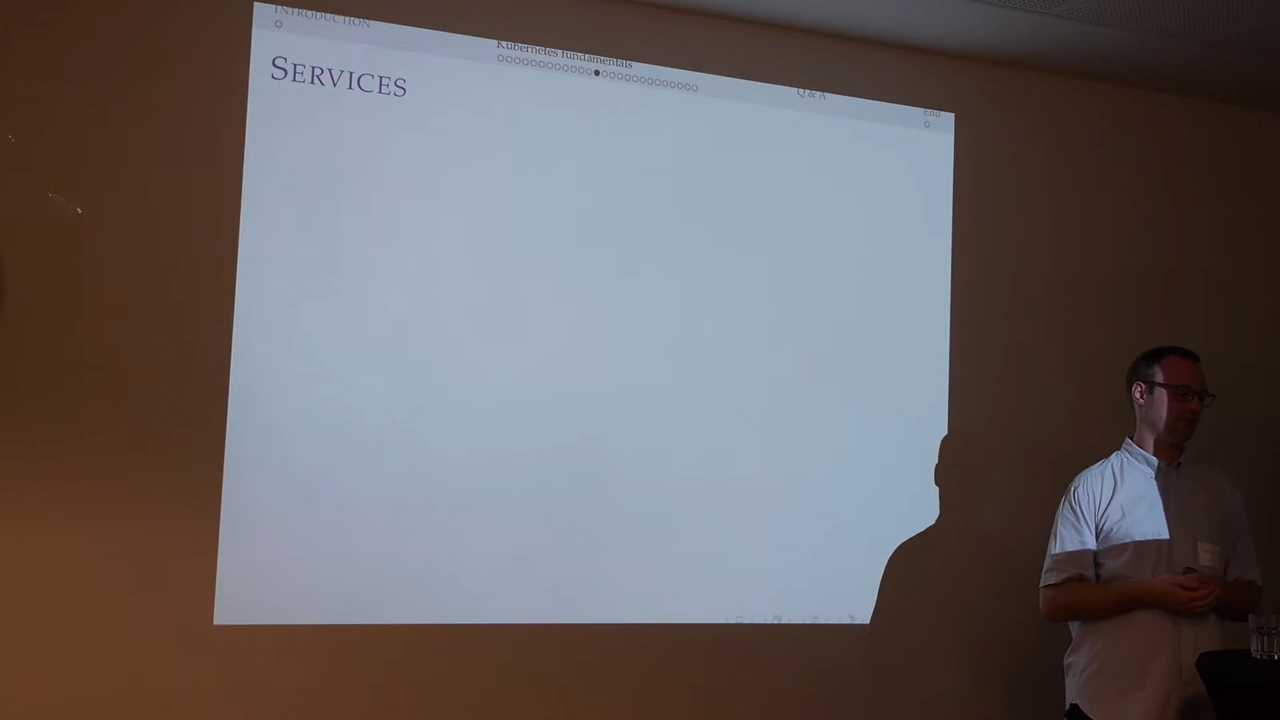 INTRODUCTION
Kubernetes fundamentals
Q & A
End
SERVICES